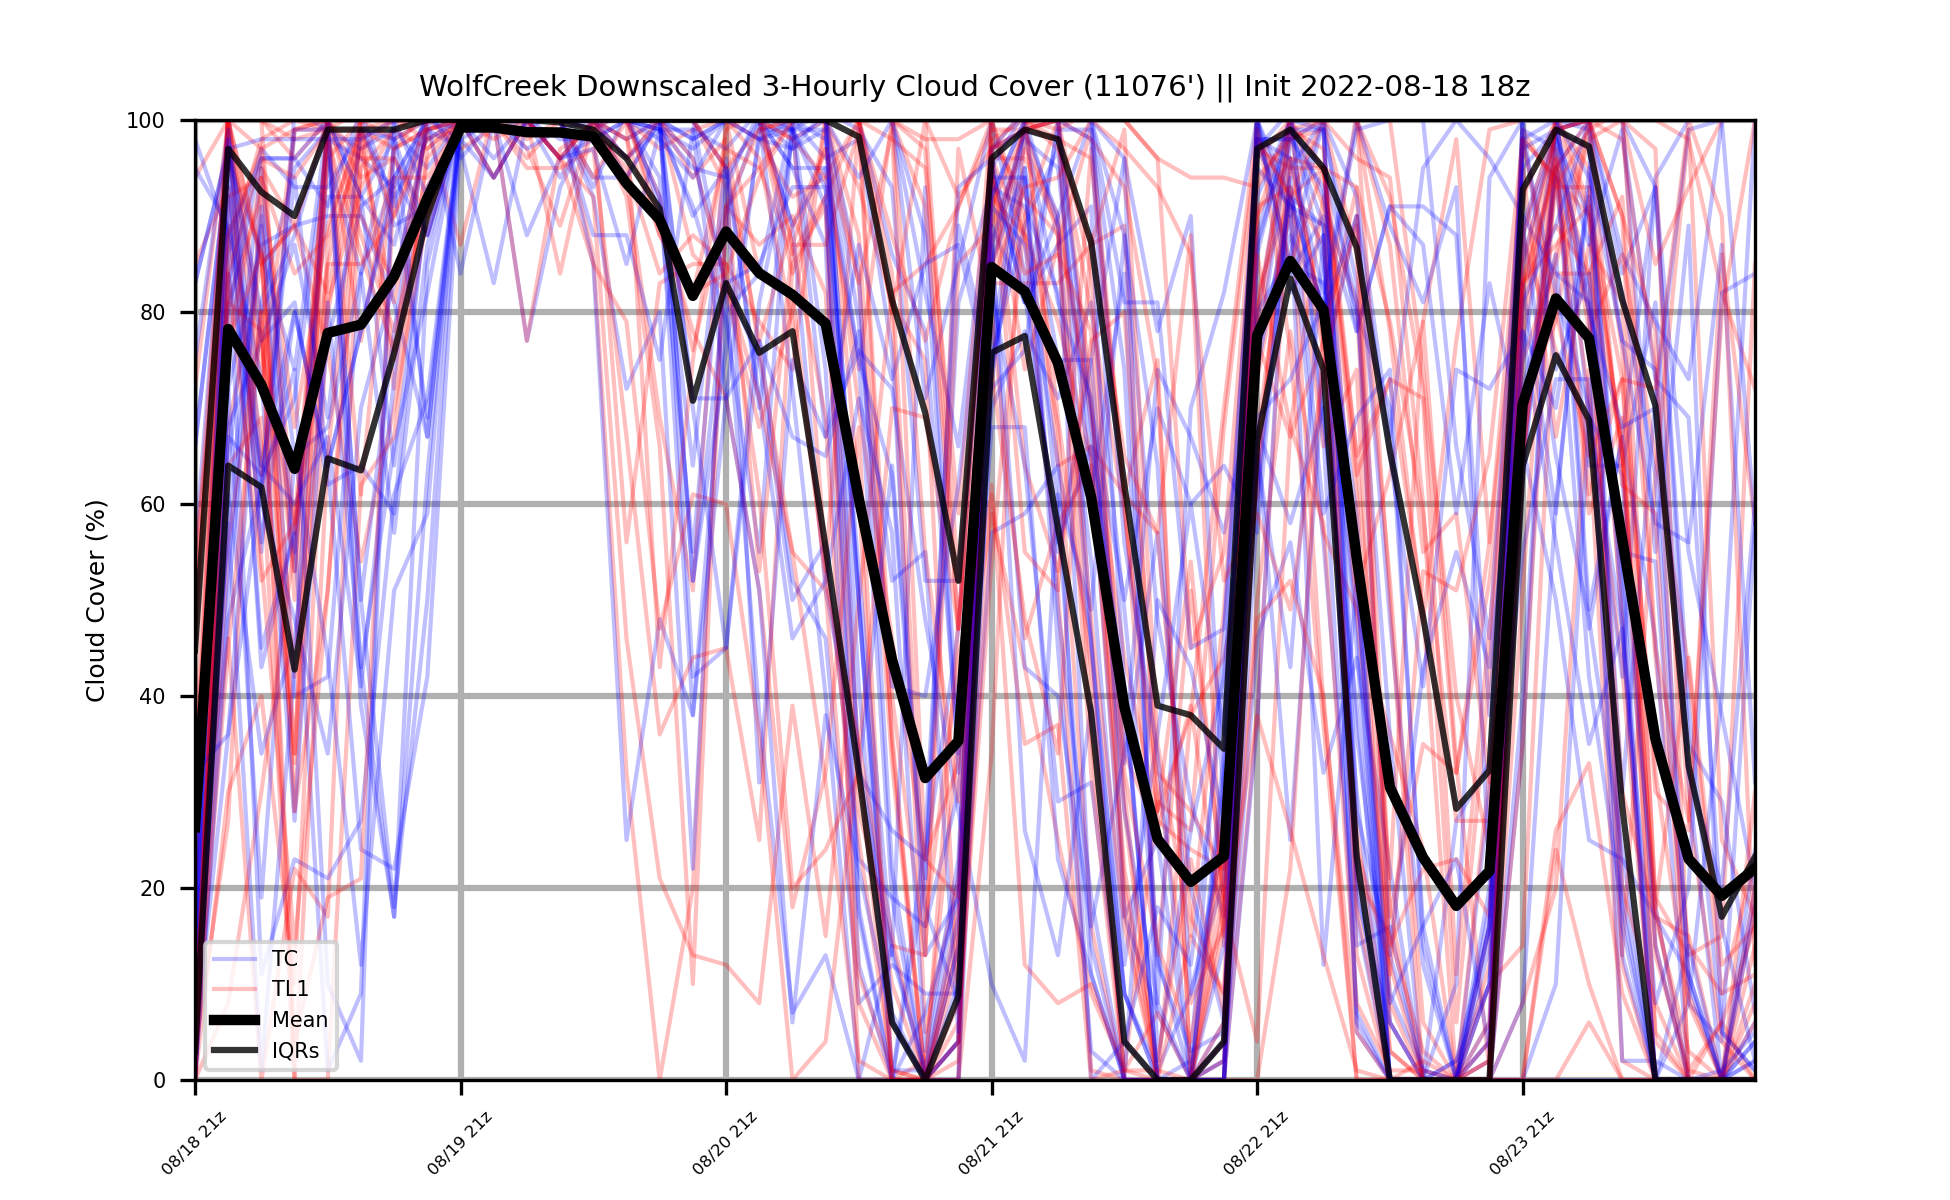 WolfCreek Downscaled 3-Hourly Cloud Cover (11076') || Init 2022-08-18 18z
100
80
60
40
20
0
Cloud Cover (%)
TC
TL1
Mean
IQRs
08/18 21z
08/19 21z
08/20 21z
08/21 21z
08/22 21z
08/23 21z